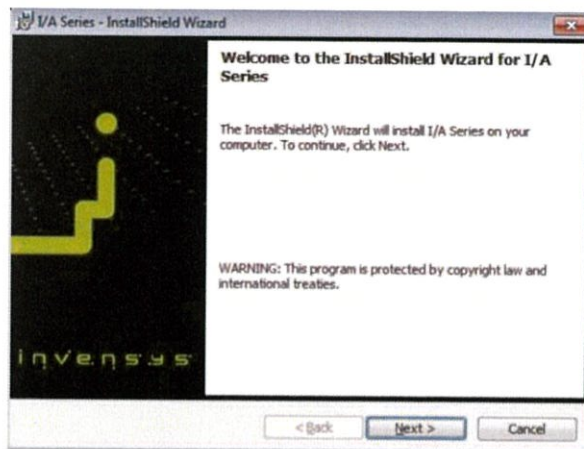 I/A Series - InstallShield Wizard
Welcome to the InstallShield Wizard for I/A
Series
The InstallShield(R) Wizard will install I/A Series on your
computer. To continue, click Next.
WARNING: This program is protected by copyright law and
international treaties.
invensys
< Back
Next >
Cancel